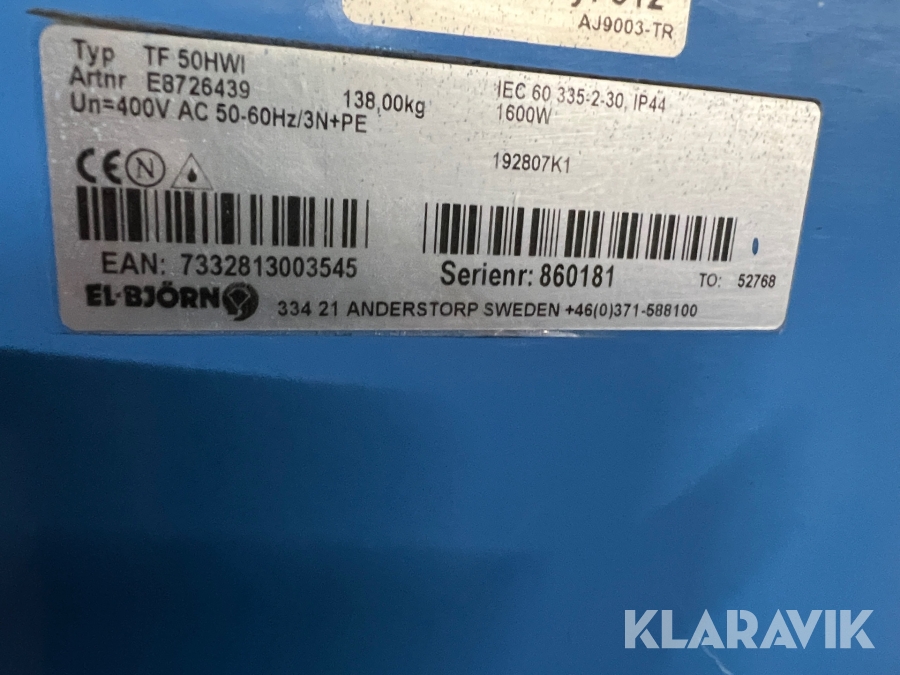 AJ9003-TR
Typ TF 50HWI
Artnr E8726439 138,00kg IEC 60 335-2-30, IP44
Un=400V AC 50-60Hz/3N+PE 1600W
192807K1
CE N
EAN: 7332813003545 Serienr: 860181 TO: 52768
EL-BJÖRN 334 21 ANDERSTORP SWEDEN +46(0)371-588100
KLARAVIK